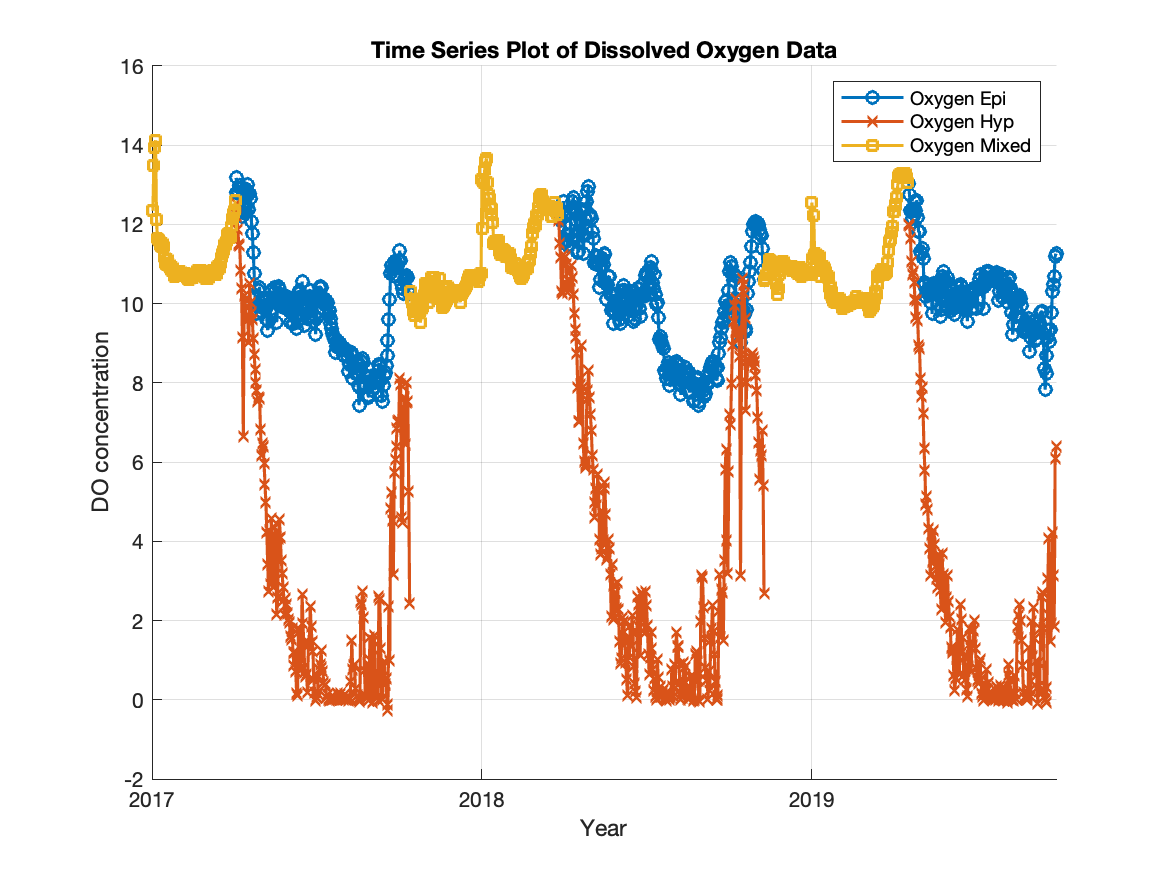 Time Series Plot of Dissolved Oxygen Data
16
14
12
10
8
6
4
2
0
-2
DO concentration
Oxygen Epi
Oxygen Hyp
Oxygen Mixed
2017
2018
2019
Year